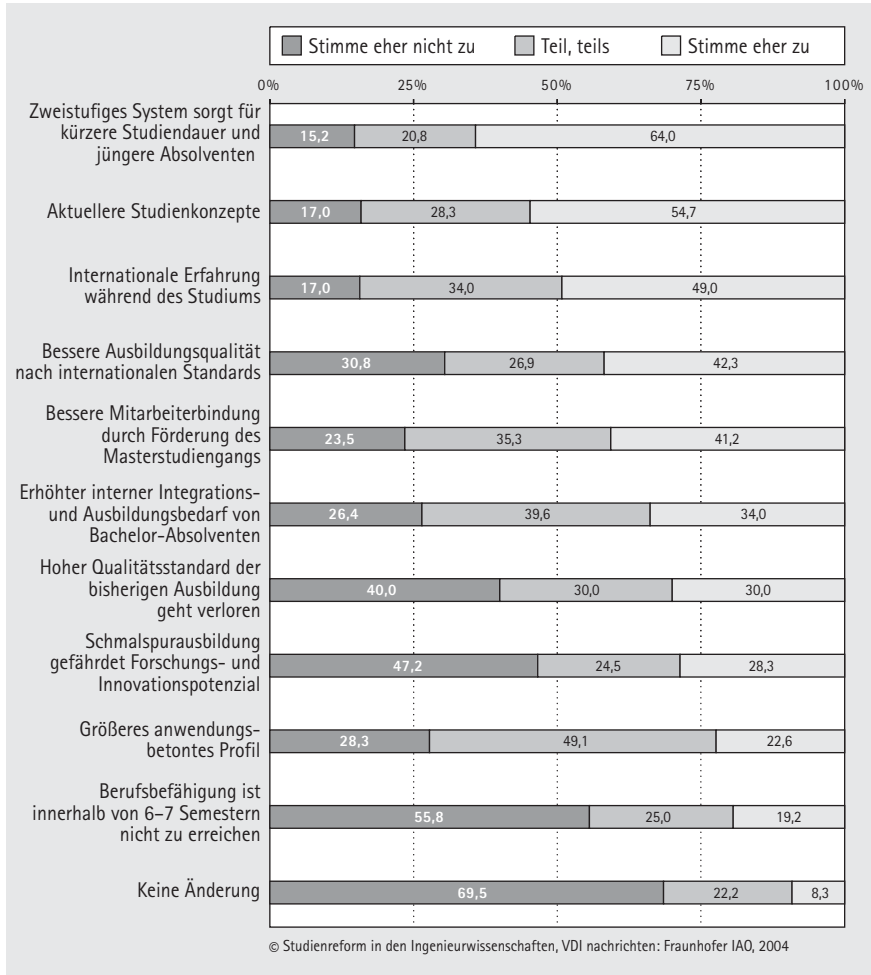 Stimme eher nicht zu Teil, teils Stimme eher zu
0% 25% 50% 75% 100%
Zweistufiges System sorgt für
kürzere Studiendauer und
jüngere Absolventen
15,2 20,8 64,0
Aktuellere Studienkonzepte
17,0 28,3 54,7
Internationale Erfahrung
während des Studiums
17,0 34,0 49,0
Bessere Ausbildungsqualität
nach internationalen Standards
30,8 26,9 42,3
Bessere Mitarbeiterbindung
durch Förderung des
Masterstudiengangs
23,5 35,3 41,2
Erhöhter interner Integrations-
und Ausbildungsbedarf von
Bachelor-Absolventen
26,4 39,6 34,0
Hoher Qualitätsstandard der
bisherigen Ausbildung
geht verloren
40,0 30,0 30,0
Schmalspurausbildung
gefährdet Forschungs- und
Innovationspotenzial
47,2 24,5 28,3
Größeres anwendungs-
betontes Profil
28,3 49,1 22,6
Berufsbefähigung ist
innerhalb von 6–7 Semestern
nicht zu erreichen
55,8 25,0 19,2
Keine Änderung
69,5 22,2 8,3
© Studienreform in den Ingenieurwissenschaften, VDI nachrichten: Fraunhofer IAO, 2004